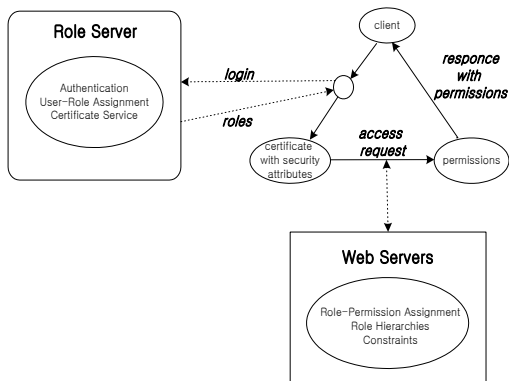 Role Server
Authentication
User-Role Assignment
Certificate Service
login
roles
client
responce
with
permissions
certificate
with security
attributes
access
request
permissions
Web Servers
Role-Permission Assignment
Role Hierarchies
Constraints